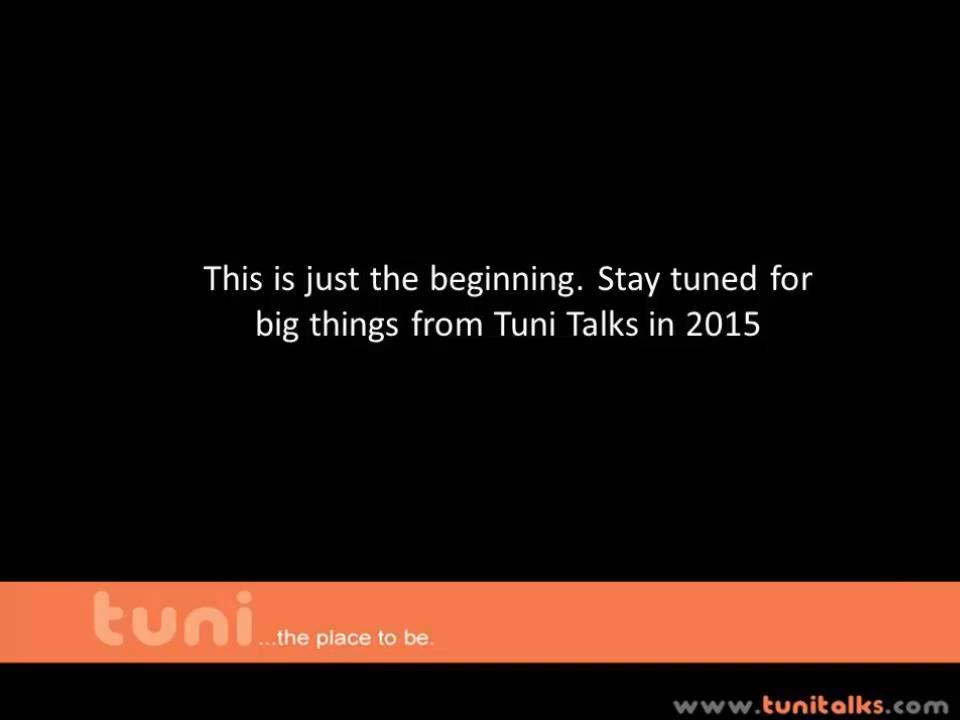 This is just the beginning. Stay tuned for
big things from Tuni Talks in 2015
tuni ...the place to be.
www.tunitalks.com